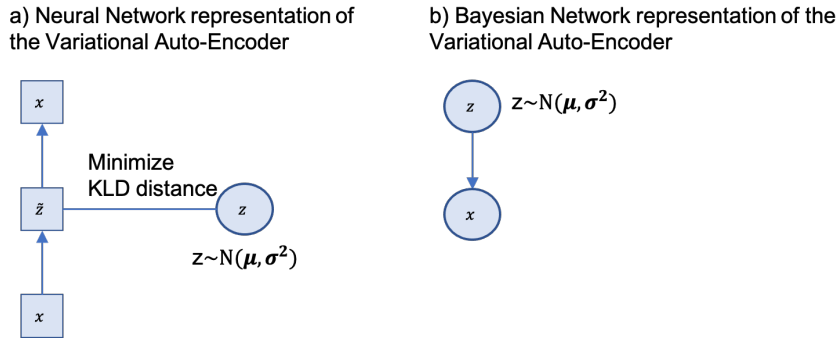 a) Neural Network representation of
the Variational Auto-Encoder
x
Minimize
KLD distance
z̃
z
z~N(μ,σ²)
x
b) Bayesian Network representation of the
Variational Auto-Encoder
z
z~N(μ,σ²)
x